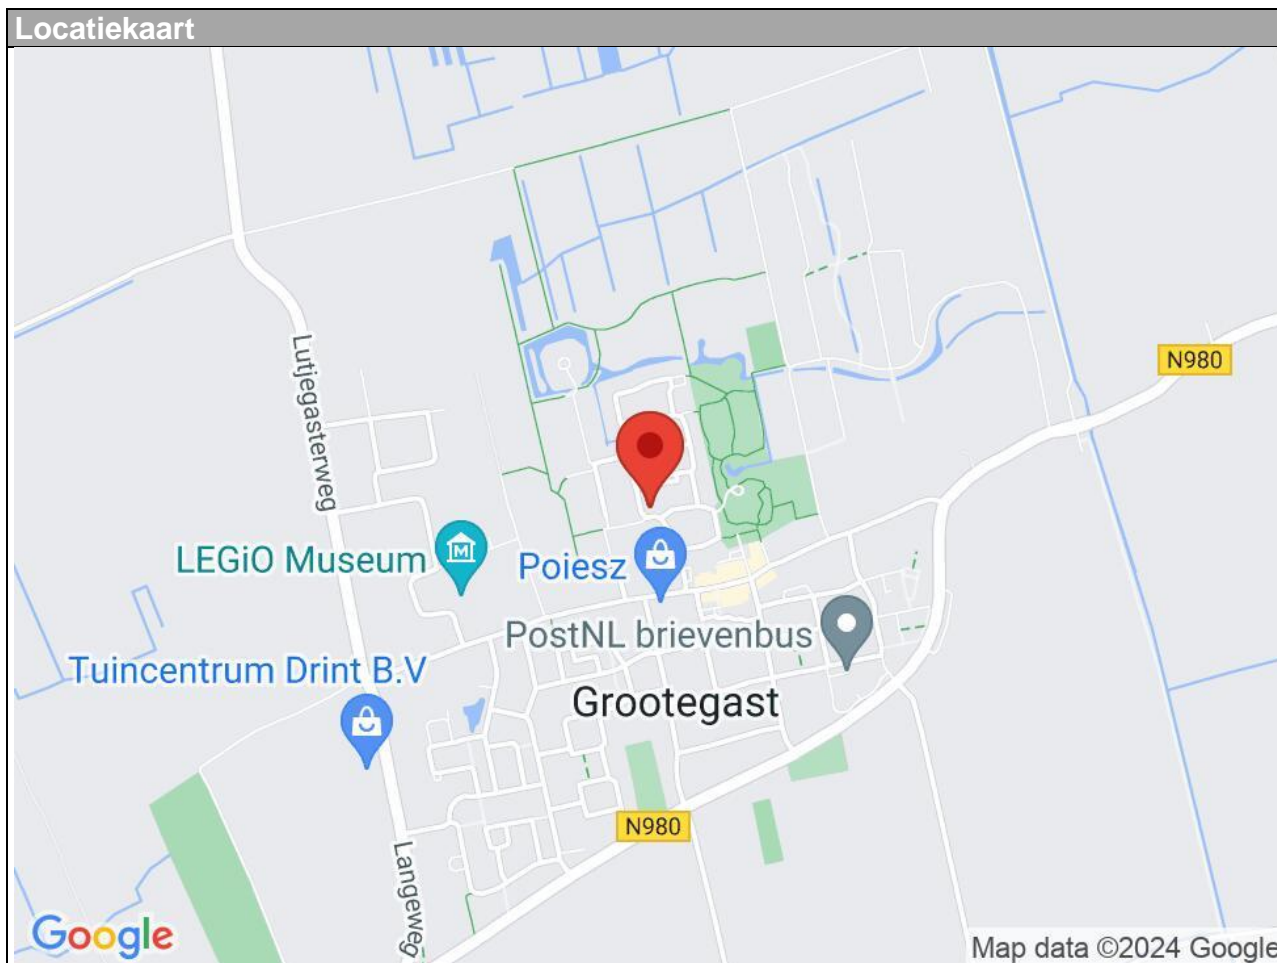 Locatiekaart
N980
Lutjegasterweg
LEGiO Museum
Poiesz
PostNL brievenbus
Tuincentrum Drint B.V
Grootegast
N980
Langeweg
Google
Map data ©2024 Google